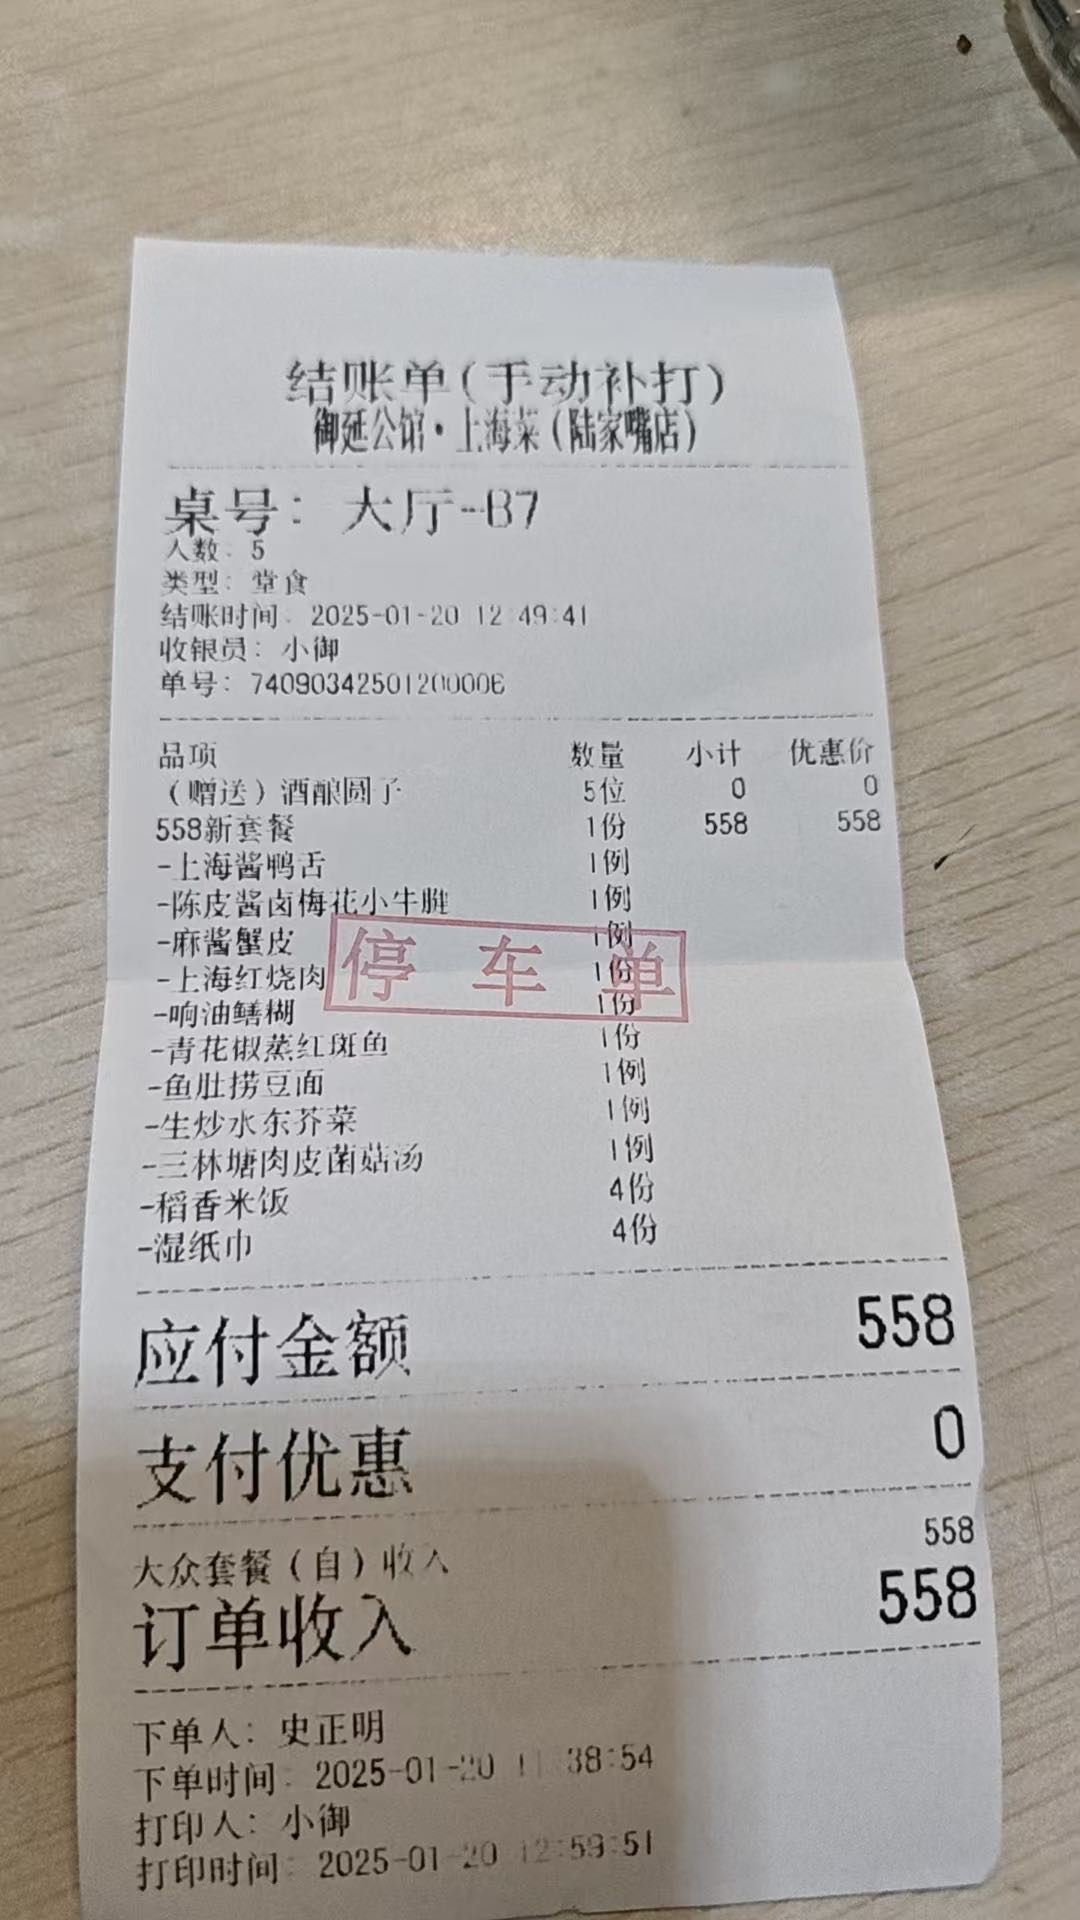 结账单(手动补打)
御延公馆·上海菜(陆家嘴店)
桌号: 大厅-B7
人数: 5
类型: 堂食
结账时间: 2025-01-20 12:49:41
收银员: 小御
单号: 74090342501200006
品项 数量 小计 优惠价
(赠送)酒酿圆子 5位 0 0
558新套餐 1份 558 558
-上海酱鸭舌 1例
-陈皮酱卤梅花小牛腱 1例
-麻酱蟹皮 1例
-上海红烧肉 1份
-响油鳝糊 1份
-青花椒蒸红斑鱼 1份
-鱼肚捞豆面 1例
-生炒水东芥菜 1例
-三林塘肉皮菌菇汤 1例
-稻香米饭 4份
-湿纸巾 4份
停车单
应付金额 558
支付优惠 0
大众套餐(自)收入 558
订单收入 558
下单人: 史正明
下单时间: 2025-01-20 11:38:54
打印人: 小御
打印时间: 2025-01-20 12:59:51